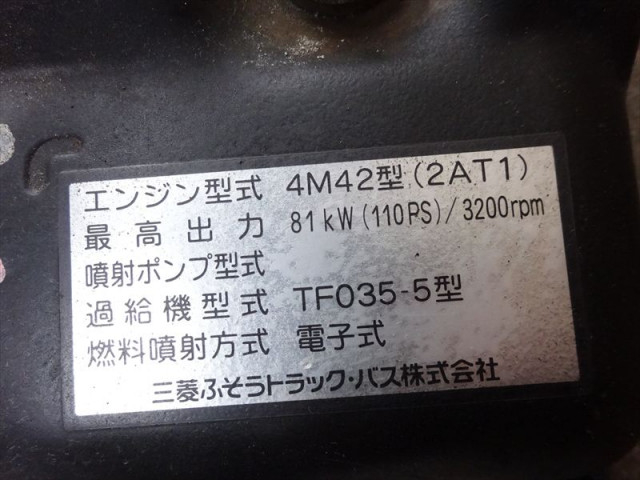 エンジン型式 4M42型(2AT1)
最高出力 81kW(110PS)/3200rpm
噴射ポンプ型式
過給機型式 TF035-5型
燃料噴射方式 電子式
三菱ふそうトラック・バス株式会社